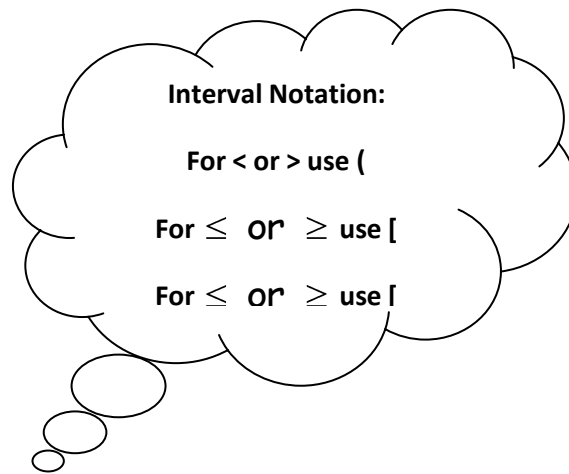 Interval Notation:
For < or > use (
For ≤ or ≥ use [
For ≤ or ≥ use [